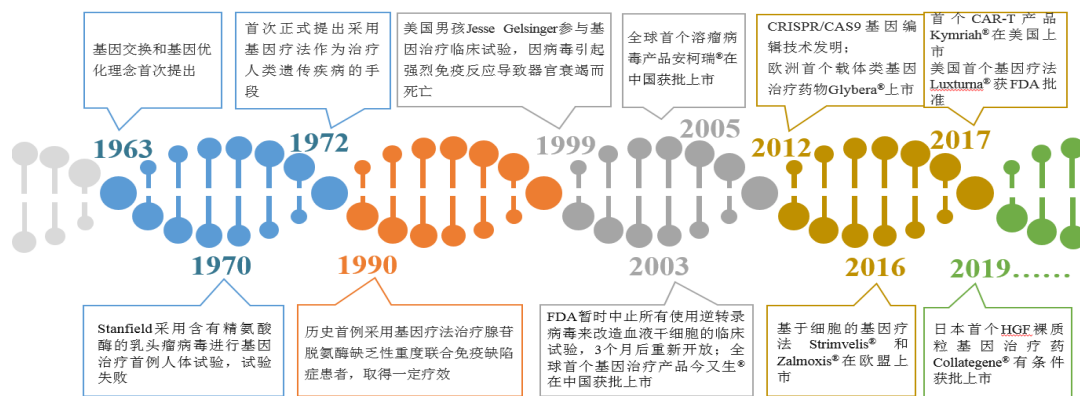 基因交换和基因优
化理念首次提出
首次正式提出采用
基因疗法作为治疗
人类遗传疾病的手
段
美国男孩Jesse Gelsinger参与基
因治疗临床试验，因病毒引起
强烈免疫反应导致器官衰竭而
死亡
全球首个溶瘤病
毒产品安柯瑞®在
中国获批上市
CRISPR/CAS9基因编
辑技术发明；
欧洲首个载体类基因
治疗药物Glybera®上市
首个CAR-T产品
Kymriah®在美国上
市
美国首个基因疗法
Luxturna®获FDA批
准
1963
1972
1999
2005
2012
2017
1970
1990
2003
2016
2019……
Stanfield采用含有精氨酸
酶的乳头瘤病毒进行基因
治疗首例人体试验，试验
失败
历史首例采用基因疗法治疗腺苷
脱氨酶缺乏性重度联合免疫缺陷
症患者，取得一定疗效
FDA暂时中止所有使用逆转录
病毒来改造血液干细胞的临床
试验，3个月后重新开放；全
球首个基因治疗产品今又生®
在中国获批上市
基于细胞的基因疗
法Strimvelis® 和
Zalmoxis®在欧盟上
市
日本首个HGF裸质
粒基因治疗药
Collategene®有条件
获批上市